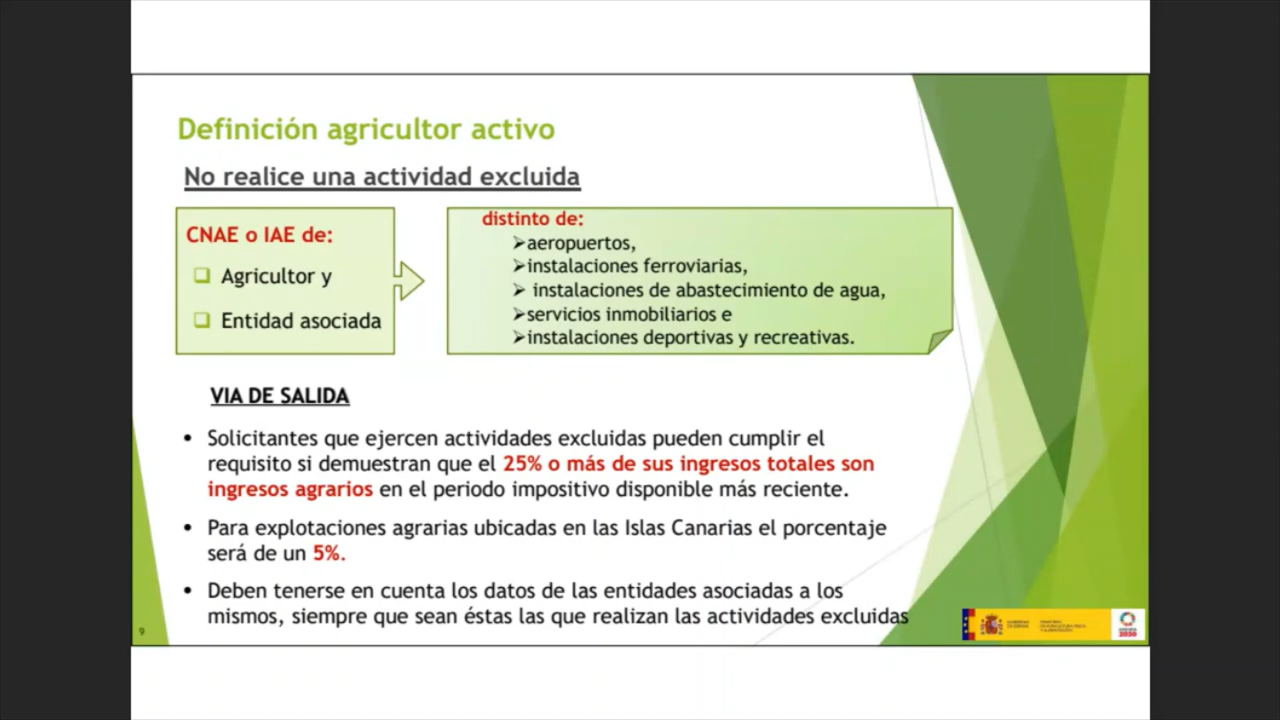 Definición agricultor activo
No realice una actividad excluida
CNAE o IAE de:
Agricultor y
Entidad asociada
distinto de:
aeropuertos,
instalaciones ferroviarias,
instalaciones de abastecimiento de agua,
servicios inmobiliarios e
instalaciones deportivas y recreativas.
VIA DE SALIDA
• Solicitantes que ejercen actividades excluidas pueden cumplir el
requisito si demuestran que el 25% o más de sus ingresos totales son
ingresos agrarios en el periodo impositivo disponible más reciente.
• Para explotaciones agrarias ubicadas en las Islas Canarias el porcentaje
será de un 5%.
• Deben tenerse en cuenta los datos de las entidades asociadas a los
mismos, siempre que sean éstas las que realizan las actividades excluidas
9
2030